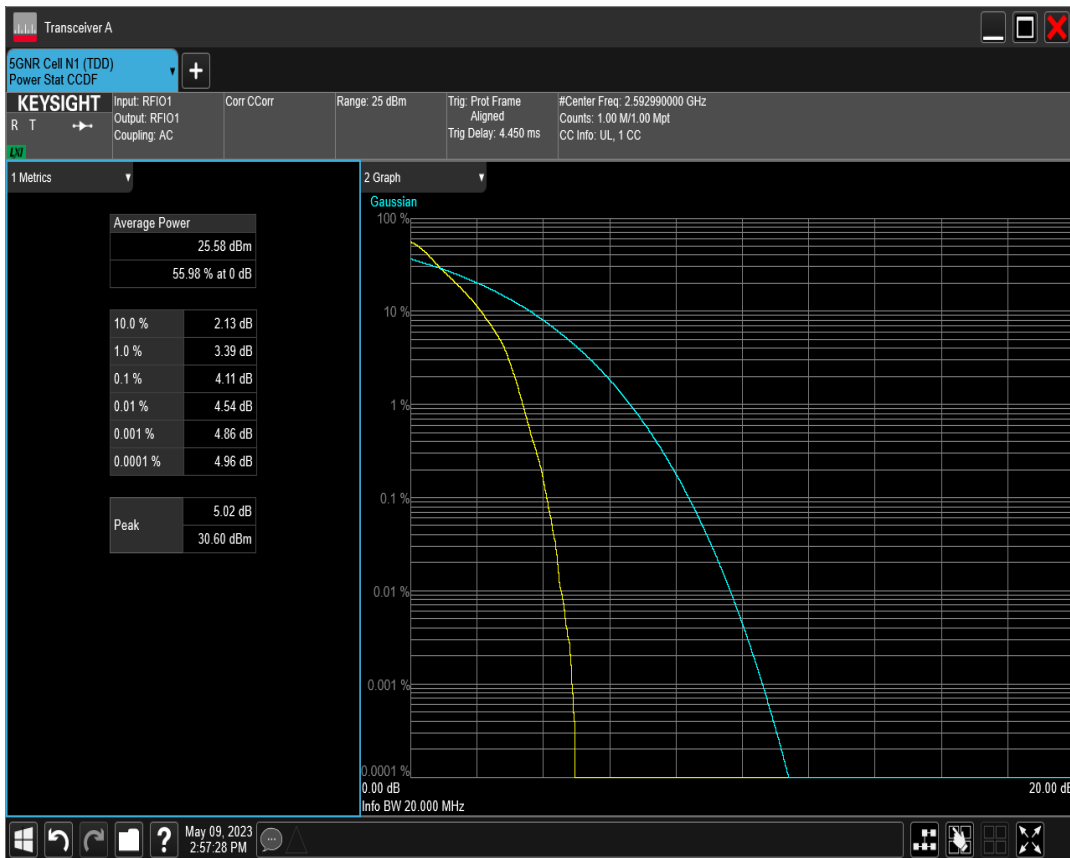 Transceiver A
5GNR Cell N1 (TDD)
Power Stat CCDF
+
KEYSIGHT
R T
LXI
Input: RFIO1
Output: RFIO1
Coupling: AC
Corr CCorr
Range: 25 dBm
Trig: Prot Frame
Aligned
Trig Delay: 4.450 ms
#Center Freq: 2.592990000 GHz
Counts: 1.00 M/1.00 Mpt
CC Info: UL, 1 CC
1 Metrics
Average Power
25.58 dBm
55.98 % at 0 dB
10.0 % 2.13 dB
1.0 % 3.39 dB
0.1 % 4.11 dB
0.01 % 4.54 dB
0.001 % 4.86 dB
0.0001 % 4.96 dB
Peak 5.02 dB
30.60 dBm
2 Graph
Gaussian
100 %
10 %
1 %
0.1 %
0.01 %
0.001 %
0.0001 %
0.00 dB
20.00 dB
Info BW 20.000 MHz
?
May 09, 2023
2:57:28 PM